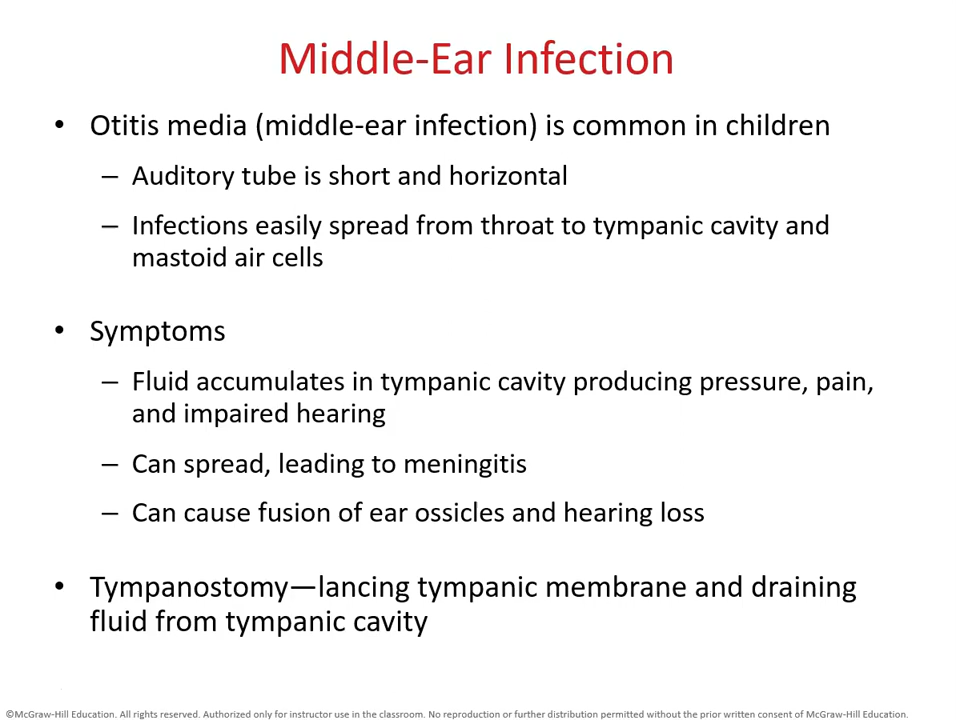 Middle-Ear Infection
• Otitis media (middle-ear infection) is common in children
– Auditory tube is short and horizontal
– Infections easily spread from throat to tympanic cavity and
mastoid air cells
• Symptoms
– Fluid accumulates in tympanic cavity producing pressure, pain,
and impaired hearing
– Can spread, leading to meningitis
– Can cause fusion of ear ossicles and hearing loss
• Tympanostomy—lancing tympanic membrane and draining
fluid from tympanic cavity
©McGraw-Hill Education. All rights reserved. Authorized only for instructor use in the classroom. No reproduction or further distribution permitted without the prior written consent of McGraw-Hill Education.